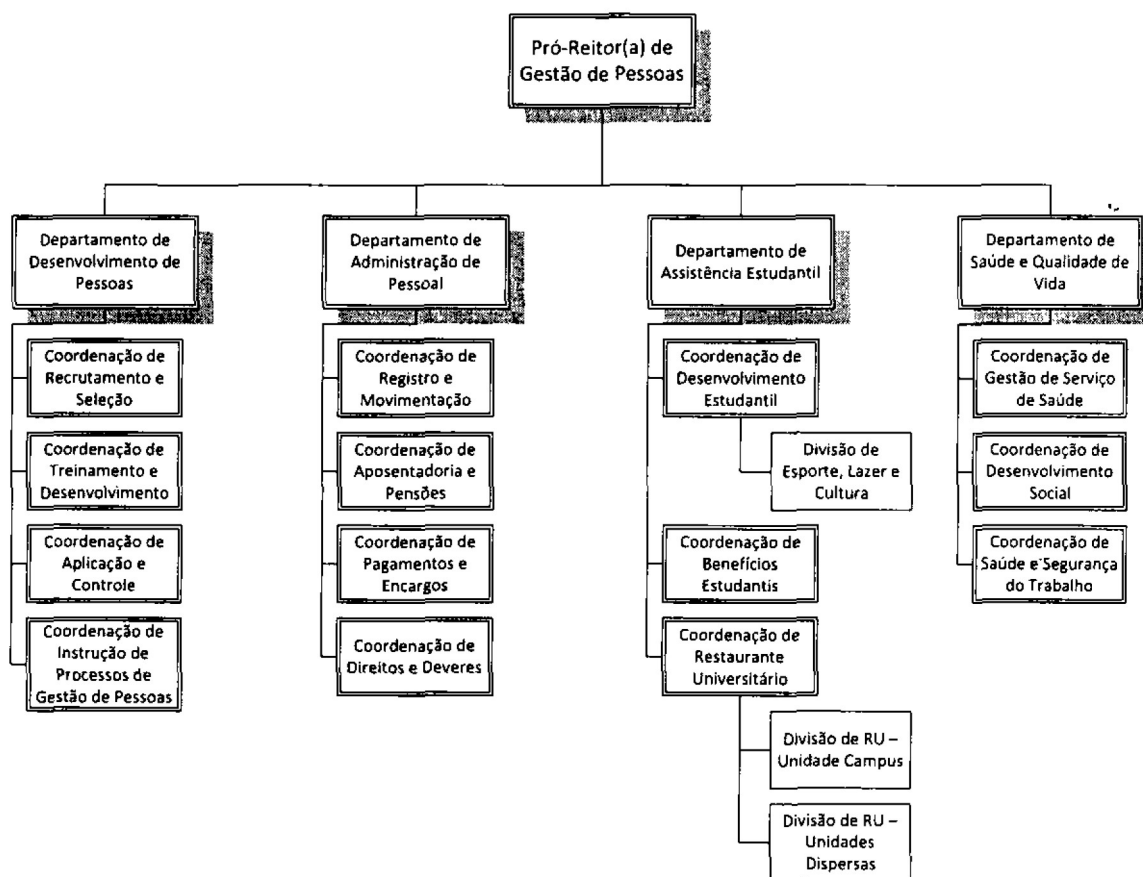 Pró-Reitor(a) de
Gestão de Pessoas
Departamento de
Desenvolvimento de
Pessoas
Departamento de
Administração de
Pessoal
Departamento de
Assistência Estudantil
Departamento de
Saúde e Qualidade de
Vida
Coordenação de
Recrutamento e
Seleção
Coordenação de
Registro e
Movimentação
Coordenação de
Desenvolvimento
Estudantil
Coordenação de
Gestão de Serviço
de Saúde
Coordenação de
Treinamento e
Desenvolvimento
Coordenação de
Aposentadoria e
Pensões
Divisão de
Esporte, Lazer e
Cultura
Coordenação de
Desenvolvimento
Social
Coordenação de
Aplicação e
Controle
Coordenação de
Pagamentos e
Encargos
Coordenação de
Benefícios
Estudantis
Coordenação de
Saúde e Segurança
do Trabalho
Coordenação de
Instrução de
Processos de
Gestão de Pessoas
Coordenação de
Direitos e Deveres
Coordenação de
Restaurante
Universitário
Divisão de RU –
Unidade Campus
Divisão de RU –
Unidades
Dispersas